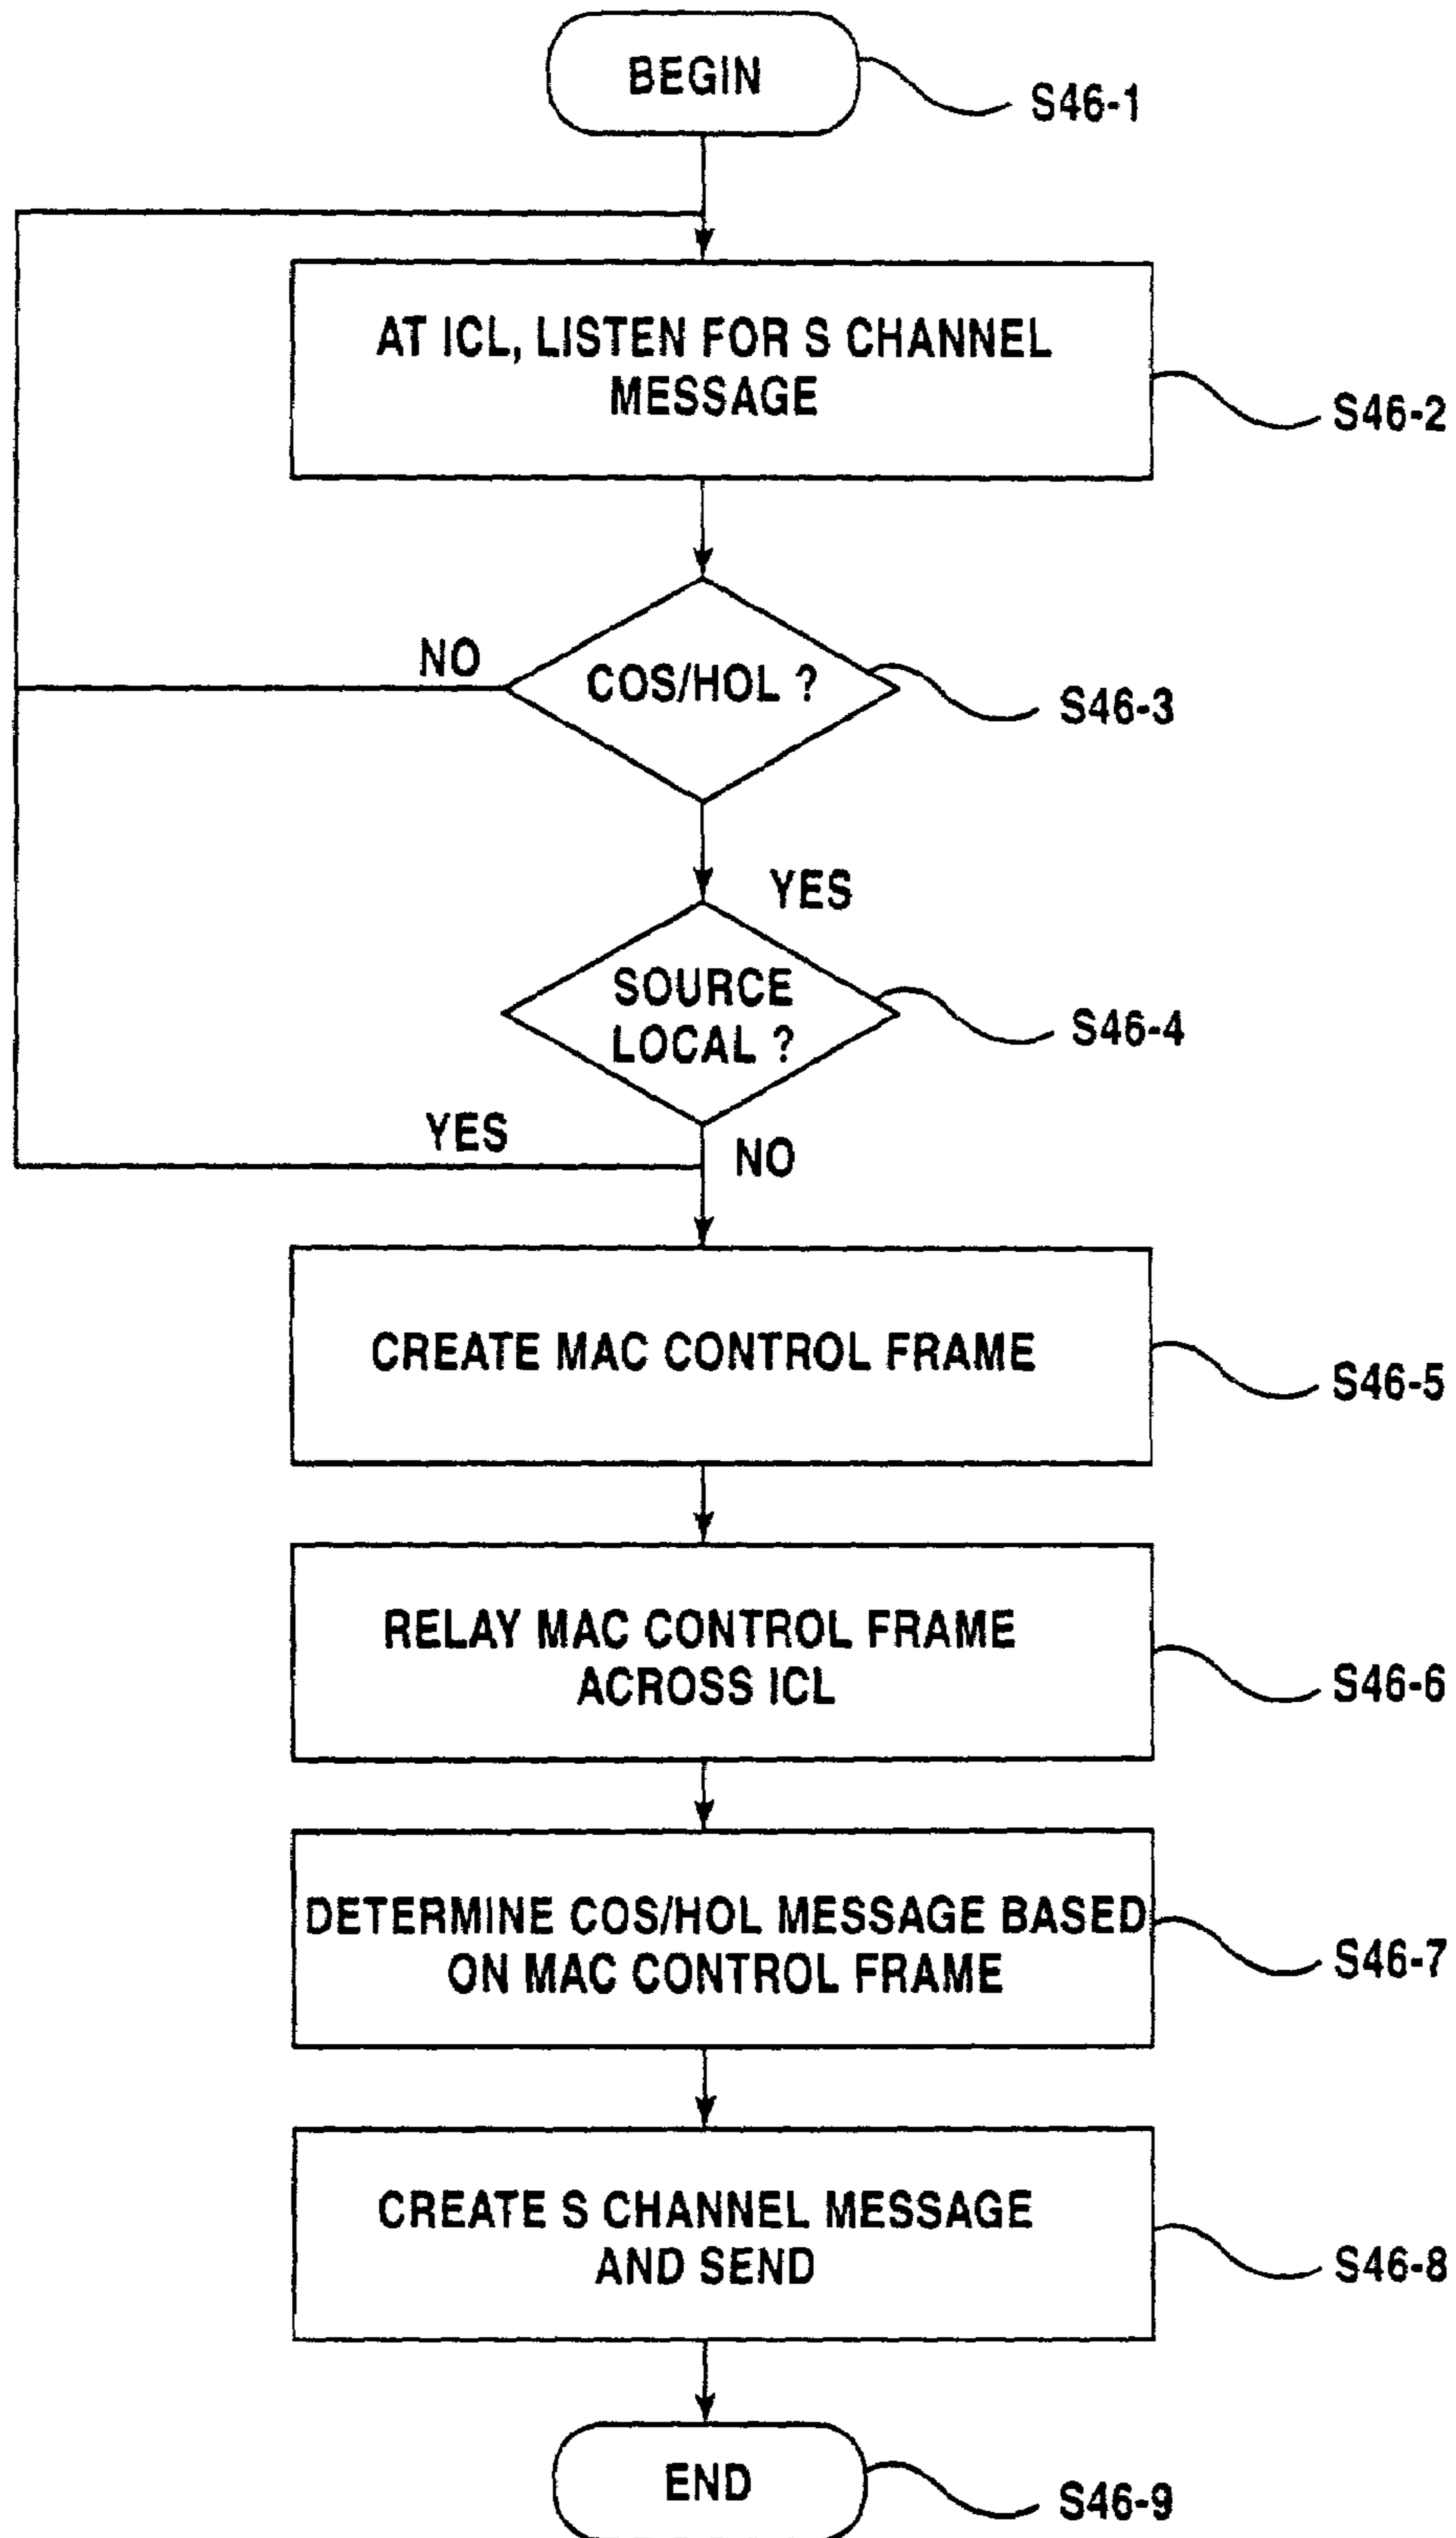 BEGIN
S46-1
AT ICL, LISTEN FOR S CHANNEL
MESSAGE
S46-2
NO
COS/HOL ?
S46-3
YES
SOURCE
LOCAL ?
S46-4
YES
NO
CREATE MAC CONTROL FRAME
S46-5
RELAY MAC CONTROL FRAME
ACROSS ICL
S46-6
DETERMINE COS/HOL MESSAGE BASED
ON MAC CONTROL FRAME
S46-7
CREATE S CHANNEL MESSAGE
AND SEND
S46-8
END
S46-9